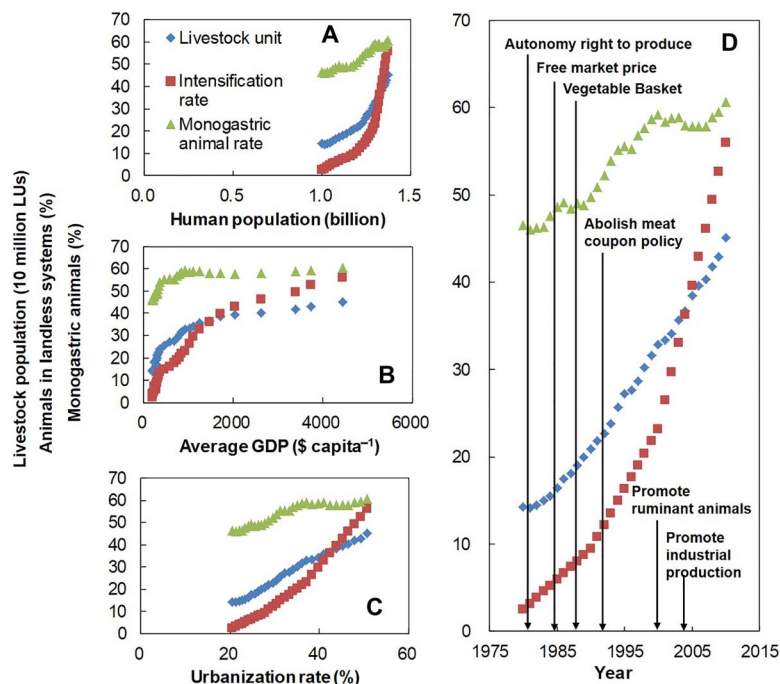 Livestock population (10 million LUs)
Animals in landless systems (%)
Monogastric animals (%)
A
Livestock unit
Intensification
rate
Monogastric
animal rate
70
60
50
40
30
20
10
0
0.0
0.5
1.0
1.5
Human population (billion)
B
70
60
50
40
30
20
10
0
0
2000
4000
6000
Average GDP ($ capita⁻¹)
C
70
60
50
40
30
20
10
0
0
20
40
60
Urbanization rate (%)
D
70
60
50
40
30
20
10
0
Autonomy right to produce
Free market price
Vegetable Basket
Abolish meat
coupon policy
Promote
ruminant animals
Promote
industrial
production
1975
1985
1995
2005
2015
Year